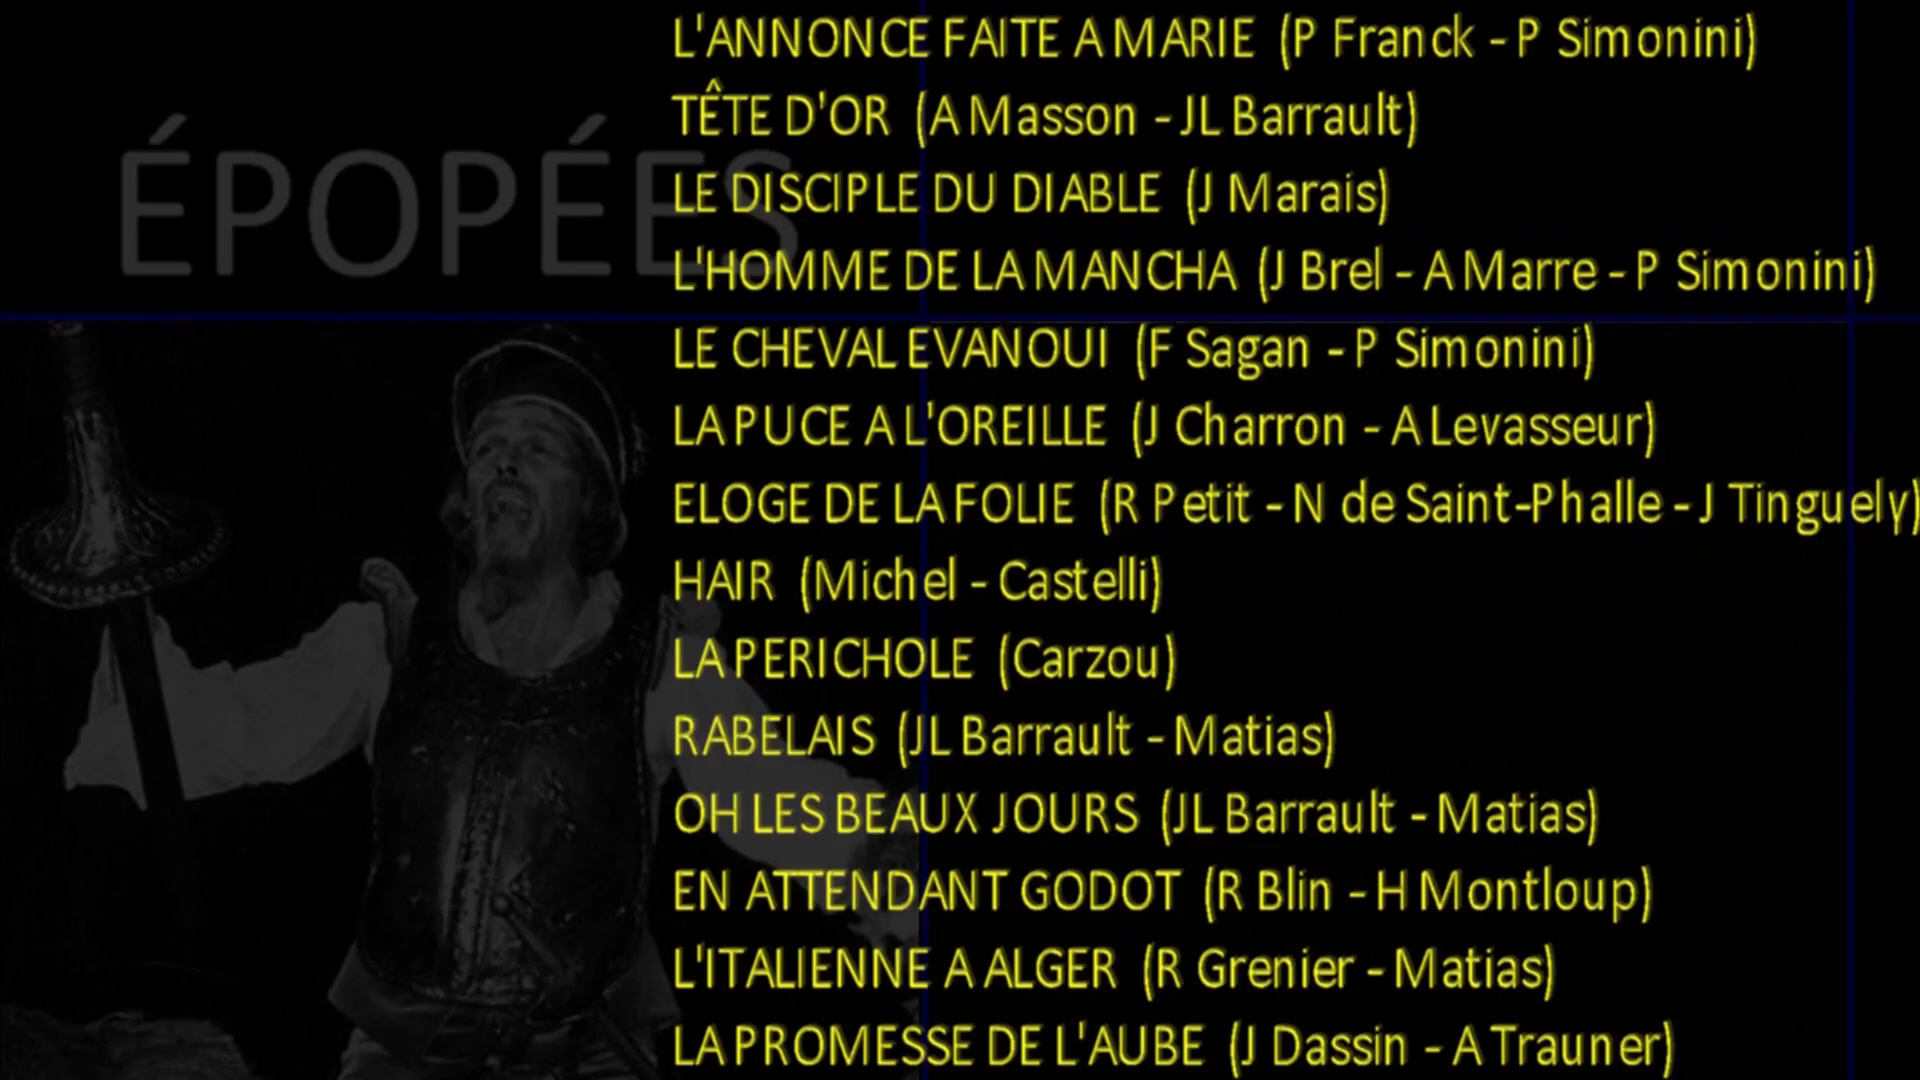 ÉPOPÉES
L'ANNONCE FAITE A MARIE (P Franck - P Simonini)
TÊTE D'OR (A Masson - JL Barrault)
LE DISCIPLE DU DIABLE (J Marais)
L'HOMME DE LA MANCHA (J Brel - A Marre - P Simonini)
LE CHEVAL EVANOUI (F Sagan - P Simonini)
LA PUCE A L'OREILLE (J Charron - A Levasseur)
ELOGE DE LA FOLIE (R Petit - N de Saint-Phalle - J Tinguely)
HAIR (Michel - Castelli)
LA PERICHOLE (Carzou)
RABELAIS (JL Barrault - Matias)
OH LES BEAUX JOURS (JL Barrault - Matias)
EN ATTENDANT GODOT (R Blin - H Montloup)
L'ITALIENNE A ALGER (R Grenier - Matias)
LA PROMESSE DE L'AUBE (J Dassin - A Trauner)